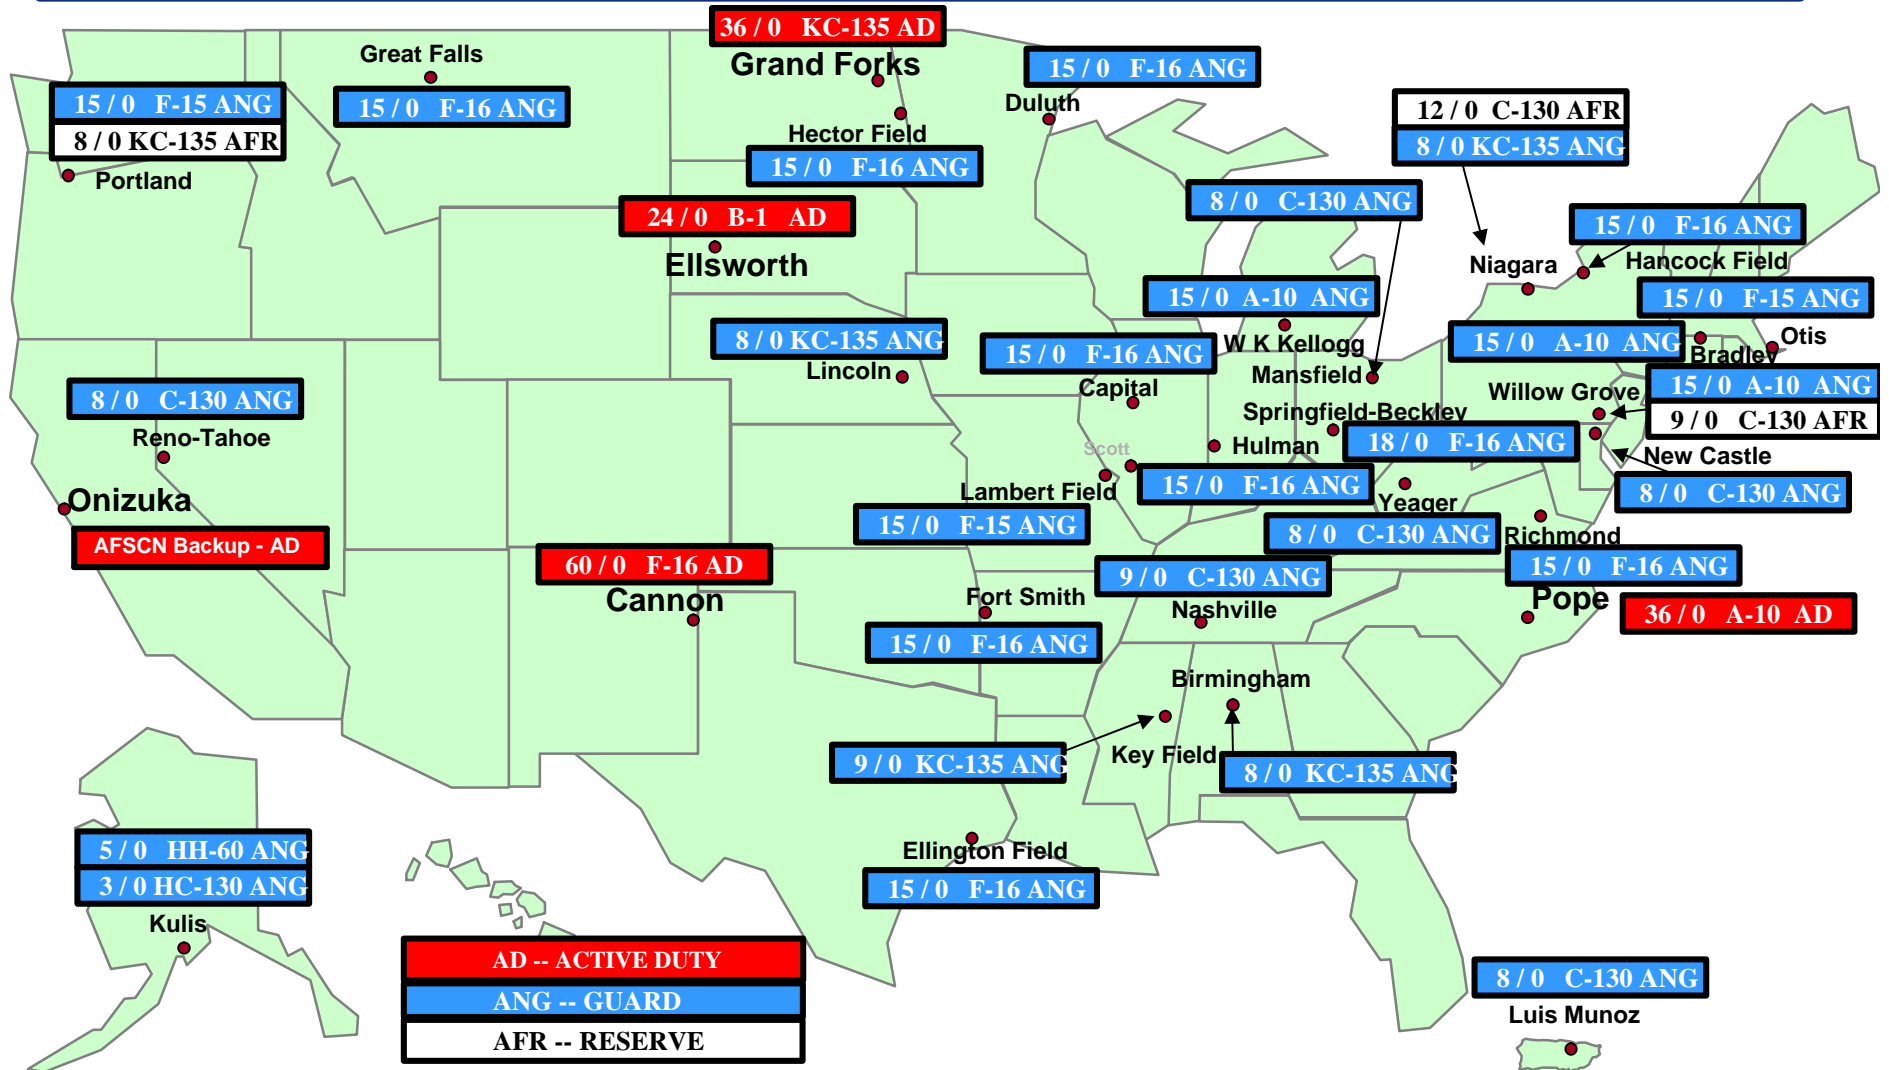 36 / 0 KC-135 AD
Grand Forks
Great Falls
15 / 0 F-16 ANG
15 / 0 F-16 ANG
Duluth
15 / 0 F-15 ANG
8 / 0 KC-135 AFR
Portland
Hector Field
15 / 0 F-16 ANG
12 / 0 C-130 AFR
8 / 0 KC-135 ANG
Niagara
24 / 0 B-1 AD
Ellsworth
8 / 0 C-130 ANG
15 / 0 F-16 ANG
Hancock Field
15 / 0 A-10 ANG
W K Kellogg
15 / 0 F-15 ANG
Otis
8 / 0 KC-135 ANG
Lincoln
15 / 0 F-16 ANG
Capital
Mansfield
15 / 0 A-10 ANG
Bradley
8 / 0 C-130 ANG
Reno-Tahoe
Willow Grove
15 / 0 A-10 ANG
9 / 0 C-130 AFR
Springfield-Beckley
18 / 0 F-16 ANG
Scott
Hulman
15 / 0 F-16 ANG
New Castle
8 / 0 C-130 ANG
Onizuka
AFSCN Backup - AD
Lambert Field
15 / 0 F-15 ANG
Yeager
8 / 0 C-130 ANG
Richmond
15 / 0 F-16 ANG
60 / 0 F-16 AD
Cannon
9 / 0 C-130 ANG
Nashville
Pope
36 / 0 A-10 AD
Fort Smith
15 / 0 F-16 ANG
Birmingham
Key Field
9 / 0 KC-135 ANG
8 / 0 KC-135 ANG
5 / 0 HH-60 ANG
3 / 0 HC-130 ANG
Kulis
Ellington Field
15 / 0 F-16 ANG
AD -- ACTIVE DUTY
ANG -- GUARD
AFR -- RESERVE
8 / 0 C-130 ANG
Luis Munoz